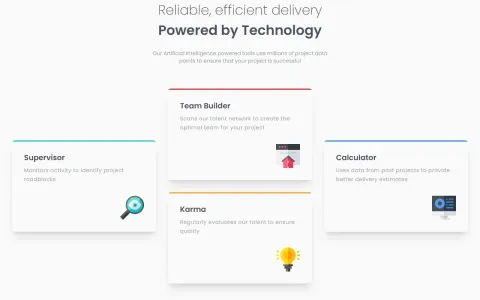 Reliable, efficient delivery
Powered by Technology
Our Artificial Intelligence powered tools use millions of project data
points to ensure that your project is successful
Team Builder
Scans our talent network to create the
optimal team for your project
Supervisor
Monitors activity to identify project
roadblocks
Calculator
Uses data from past projects to provide
better delivery estimates
Karma
Regularly evaluates our talent to ensure
quality